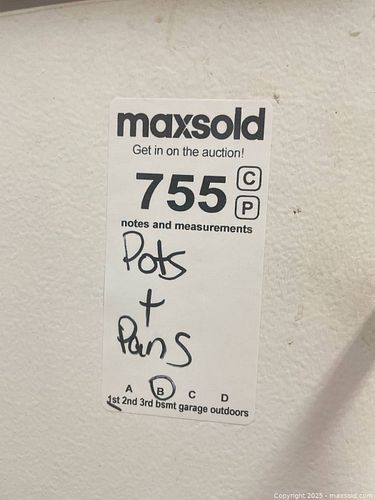 maxsold
Get in on the auction!
755 C
P
notes and measurements
Pots
+
Pans
A B C D
1st 2nd 3rd bsmt garage outdoors
Copyright 2025 - maxsold.com